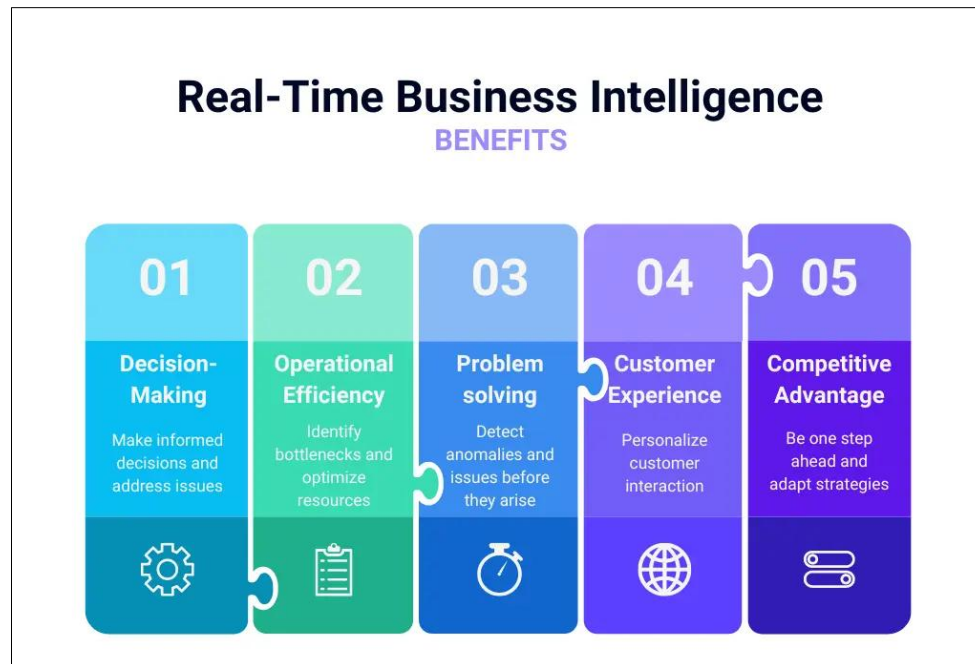 Real-Time Business Intelligence
BENEFITS
01
Decision-
Making
Make informed
decisions and
address issues
02
Operational
Efficiency
Identify
bottlenecks and
optimize
resources
03
Problem
solving
Detect
anomalies and
issues before
they arise
04
Customer
Experience
Personalize
customer
interaction
05
Competitive
Advantage
Be one step
ahead and
adapt strategies